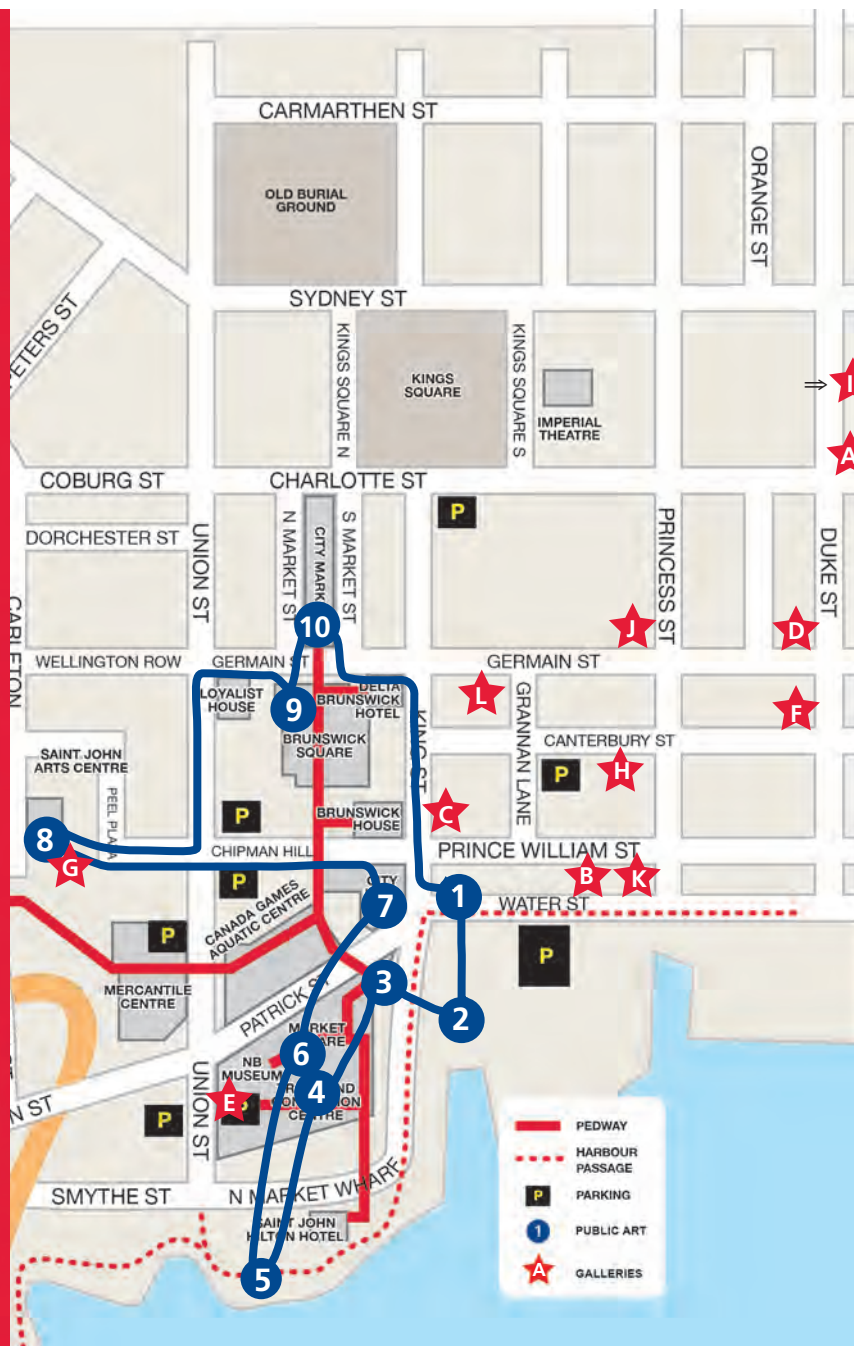 CARMARTHEN ST
ORANGE ST
OLD BURIAL
GROUND
SYDNEY ST
PETERS ST
KINGS SQUARE N
KINGS
SQUARE
KINGS SQUARE S
IMPERIAL
THEATRE
⇒ I
A
COBURG ST
CHARLOTTE ST
P
DORCHESTER ST
UNION ST
N MARKET ST
S MARKET ST
PRINCESS ST
DUKE ST
CARLETON
10
J
D
WELLINGTON ROW
GERMAIN ST
GERMAIN ST
LOYALIST
HOUSE
9
DELTA
BRUNSWICK
HOTEL
L
F
KING ST
GRANNAN LANE
BRUNSWICK
SQUARE
CANTERBURY ST
SAINT JOHN
ARTS CENTRE
P
H
PEEL PLAZA
P
BRUNSWICK
HOUSE
C
8
G
CHIPMAN HILL
PRINCE WILLIAM ST
P
CITY
7
1
B
K
WATER ST
CANADA GAMES
AQUATIC CENTRE
P
P
MERCANTILE
CENTRE
3
2
PATRICK ST
MARKET
6
NB
MUSEUM
4
CENTRE
E
P
P
UNION ST
N ST
SMYTHE ST
N MARKET WHARF
SAINT JOHN
HILTON HOTEL
5
PEDWAY
HARBOUR
PASSAGE
P PARKING
1 PUBLIC ART
A GALLERIES